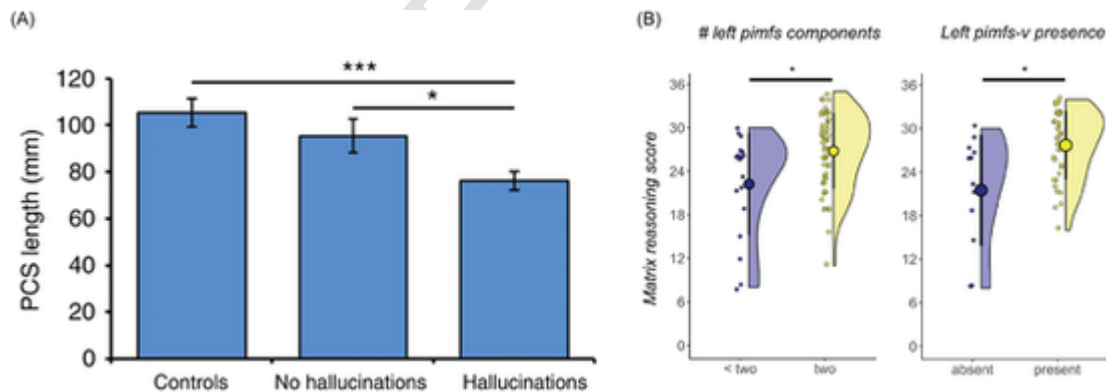 (A)
PCS length (mm)
120
100
80
60
40
20
0
***
*
Controls
No hallucinations
Hallucinations
(B)
# left pimfs components
Left pimfs-v presence
Matrix reasoning score
36
30
24
18
12
6
0
*
< two
two
36
30
24
18
12
6
0
*
absent
present